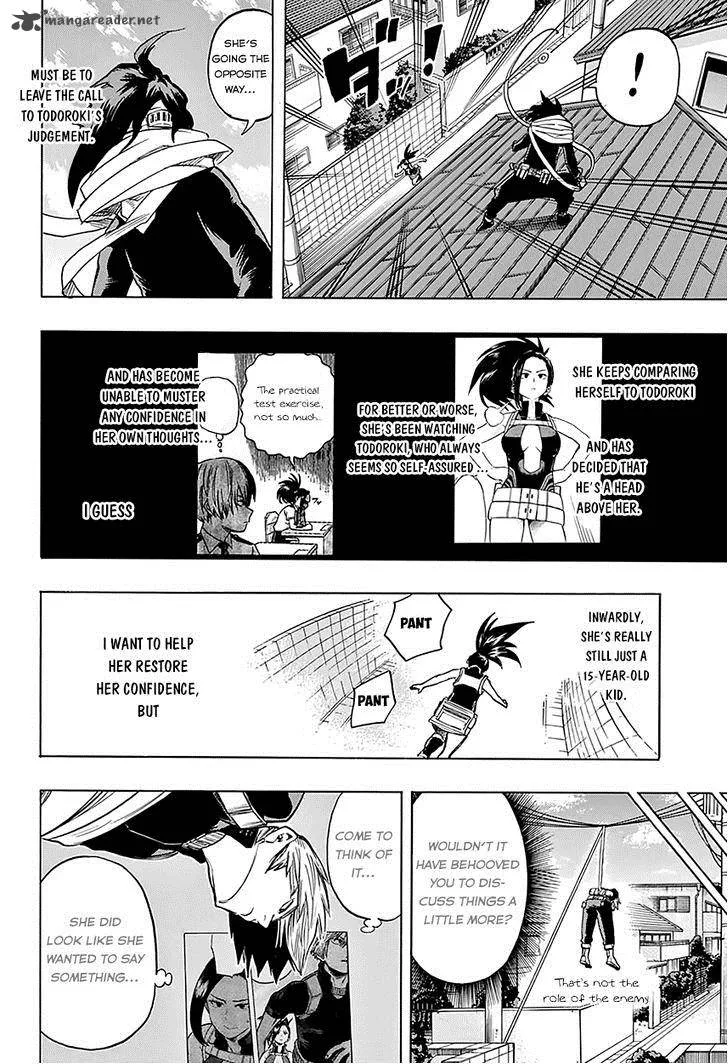 mangareader.net
!
ダッ!!
SHE'S
GOING THE
OPPOSITE
WAY...
MUST BE TO
LEAVE THE CALL
TO TODOROKI'S
JUDGEMENT.
SHE KEEPS COMPARING
HERSELF TO TODOROKI
AND HAS
DECIDED THAT
HE'S A HEAD
ABOVE HER.
FOR BETTER OR WORSE,
SHE'S BEEN WATCHING
TODOROKI, WHO ALWAYS
SEEMS SO SELF-ASSURED...
The practical
test exercise,
not so much...
AND HAS BECOME
UNABLE TO MUSTER
ANY CONFIDENCE IN
HER OWN THOUGHTS...
I GUESS
INWARDLY,
SHE'S REALLY
STILL JUST A
15-YEAR-OLD
KID.
PANT
PANT
I WANT TO HELP
HER RESTORE
HER CONFIDENCE,
BUT
WOULDN'T IT
HAVE BEHOOVED
YOU TO DIS-
CUSS THINGS
A LITTLE
MORE?
That's not the
role of the enemy
COME TO
THINK OF
IT...
SHE DID
LOOK LIKE SHE
WANTED TO SAY
SOMETHING...